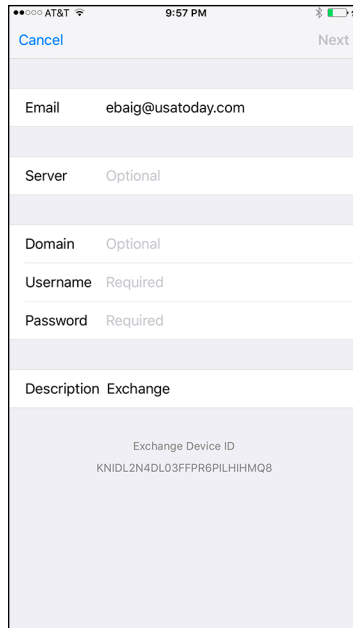 AT&T 9:57 PM
Cancel Next
Email ebaig@usatoday.com
Server Optional
Domain Optional
Username Required
Password Required
Description Exchange
Exchange Device ID
KNIDL2N4DL03FFPR6PILHIHMQ8